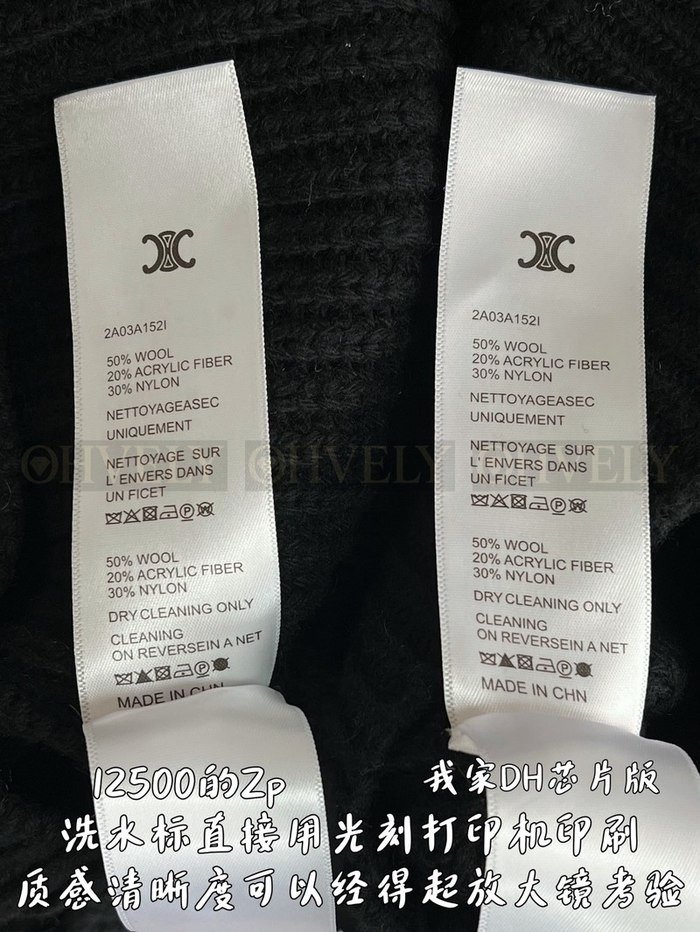 2A03A152I
50% WOOL
20% ACRYLIC FIBER
30% NYLON
NETTOYAGEASEC
UNIQUEMENT
NETTOYAGE SUR
L'ENVERS DANS
UN FICET
50% WOOL
20% ACRYLIC FIBER
30% NYLON
DRY CLEANING ONLY
CLEANING
ON REVERSEIN A NET
MADE IN CHN
2A03A152I
50% WOOL
20% ACRYLIC FIBER
30% NYLON
NETTOYAGEASEC
UNIQUEMENT
NETTOYAGE SUR
L'ENVERS DANS
UN FICET
50% WOOL
20% ACRYLIC FIBER
30% NYLON
DRY CLEANING ONLY
CLEANING
ON REVERSEIN A NET
MADE IN CHN
OHVELY OHVELY OHVELY
12500的Zp
我家DH芯片版
洗水标直接用光刻打印机印刷
质感清晰度可以经得起放大镜考验